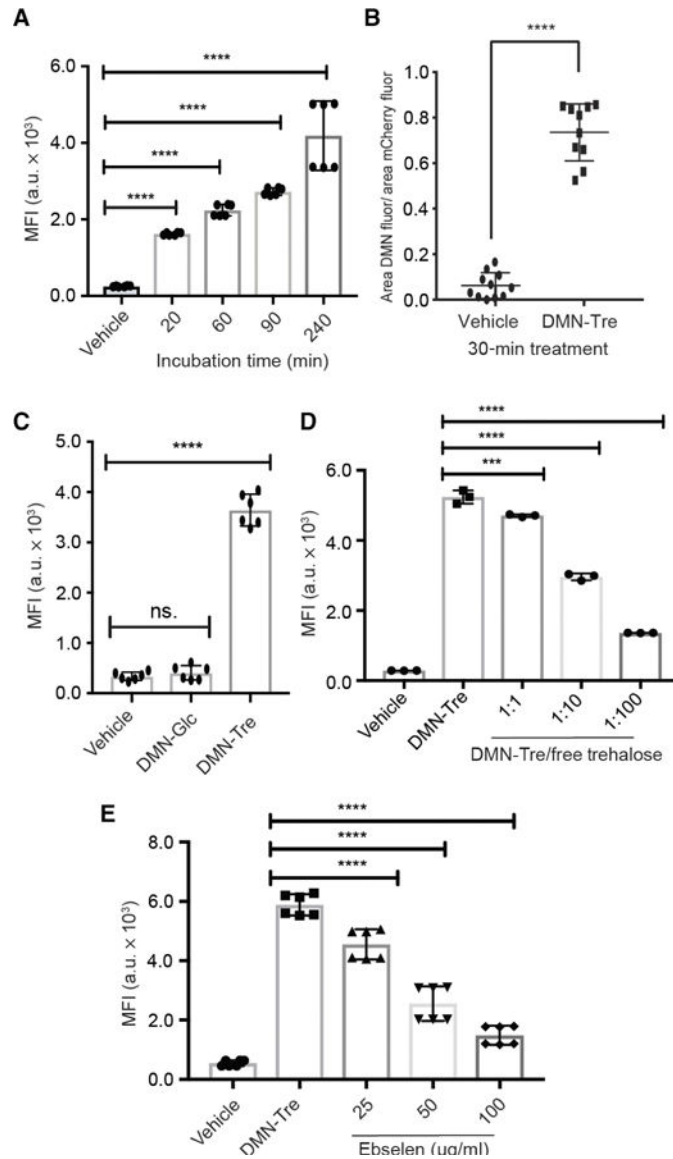 A
MFI (a.u. × 10³)
6.0
4.0
2.0
0.0
****
****
****
****
Vehicle
20
60
90
240
Incubation time (min)
B
****
Area DMN fluor/ area mCherry fluor
1.0
0.8
0.6
0.4
0.2
0.0
Vehicle DMN-Tre
30-min treatment
C
MFI (a.u. × 10³)
5.0
4.0
3.0
2.0
1.0
0.0
****
ns.
Vehicle
DMN-Glc
DMN-Tre
D
MFI (a.u. × 10³)
6.0
4.0
2.0
0.0
****
****
***
Vehicle
DMN-Tre
1:1
1:10
1:100
DMN-Tre/free trehalose
E
MFI (a.u. × 10³)
8.0
6.0
4.0
2.0
0.0
****
****
****
Vehicle
DMN-Tre
25
50
100
Ebselen (µg/ml)